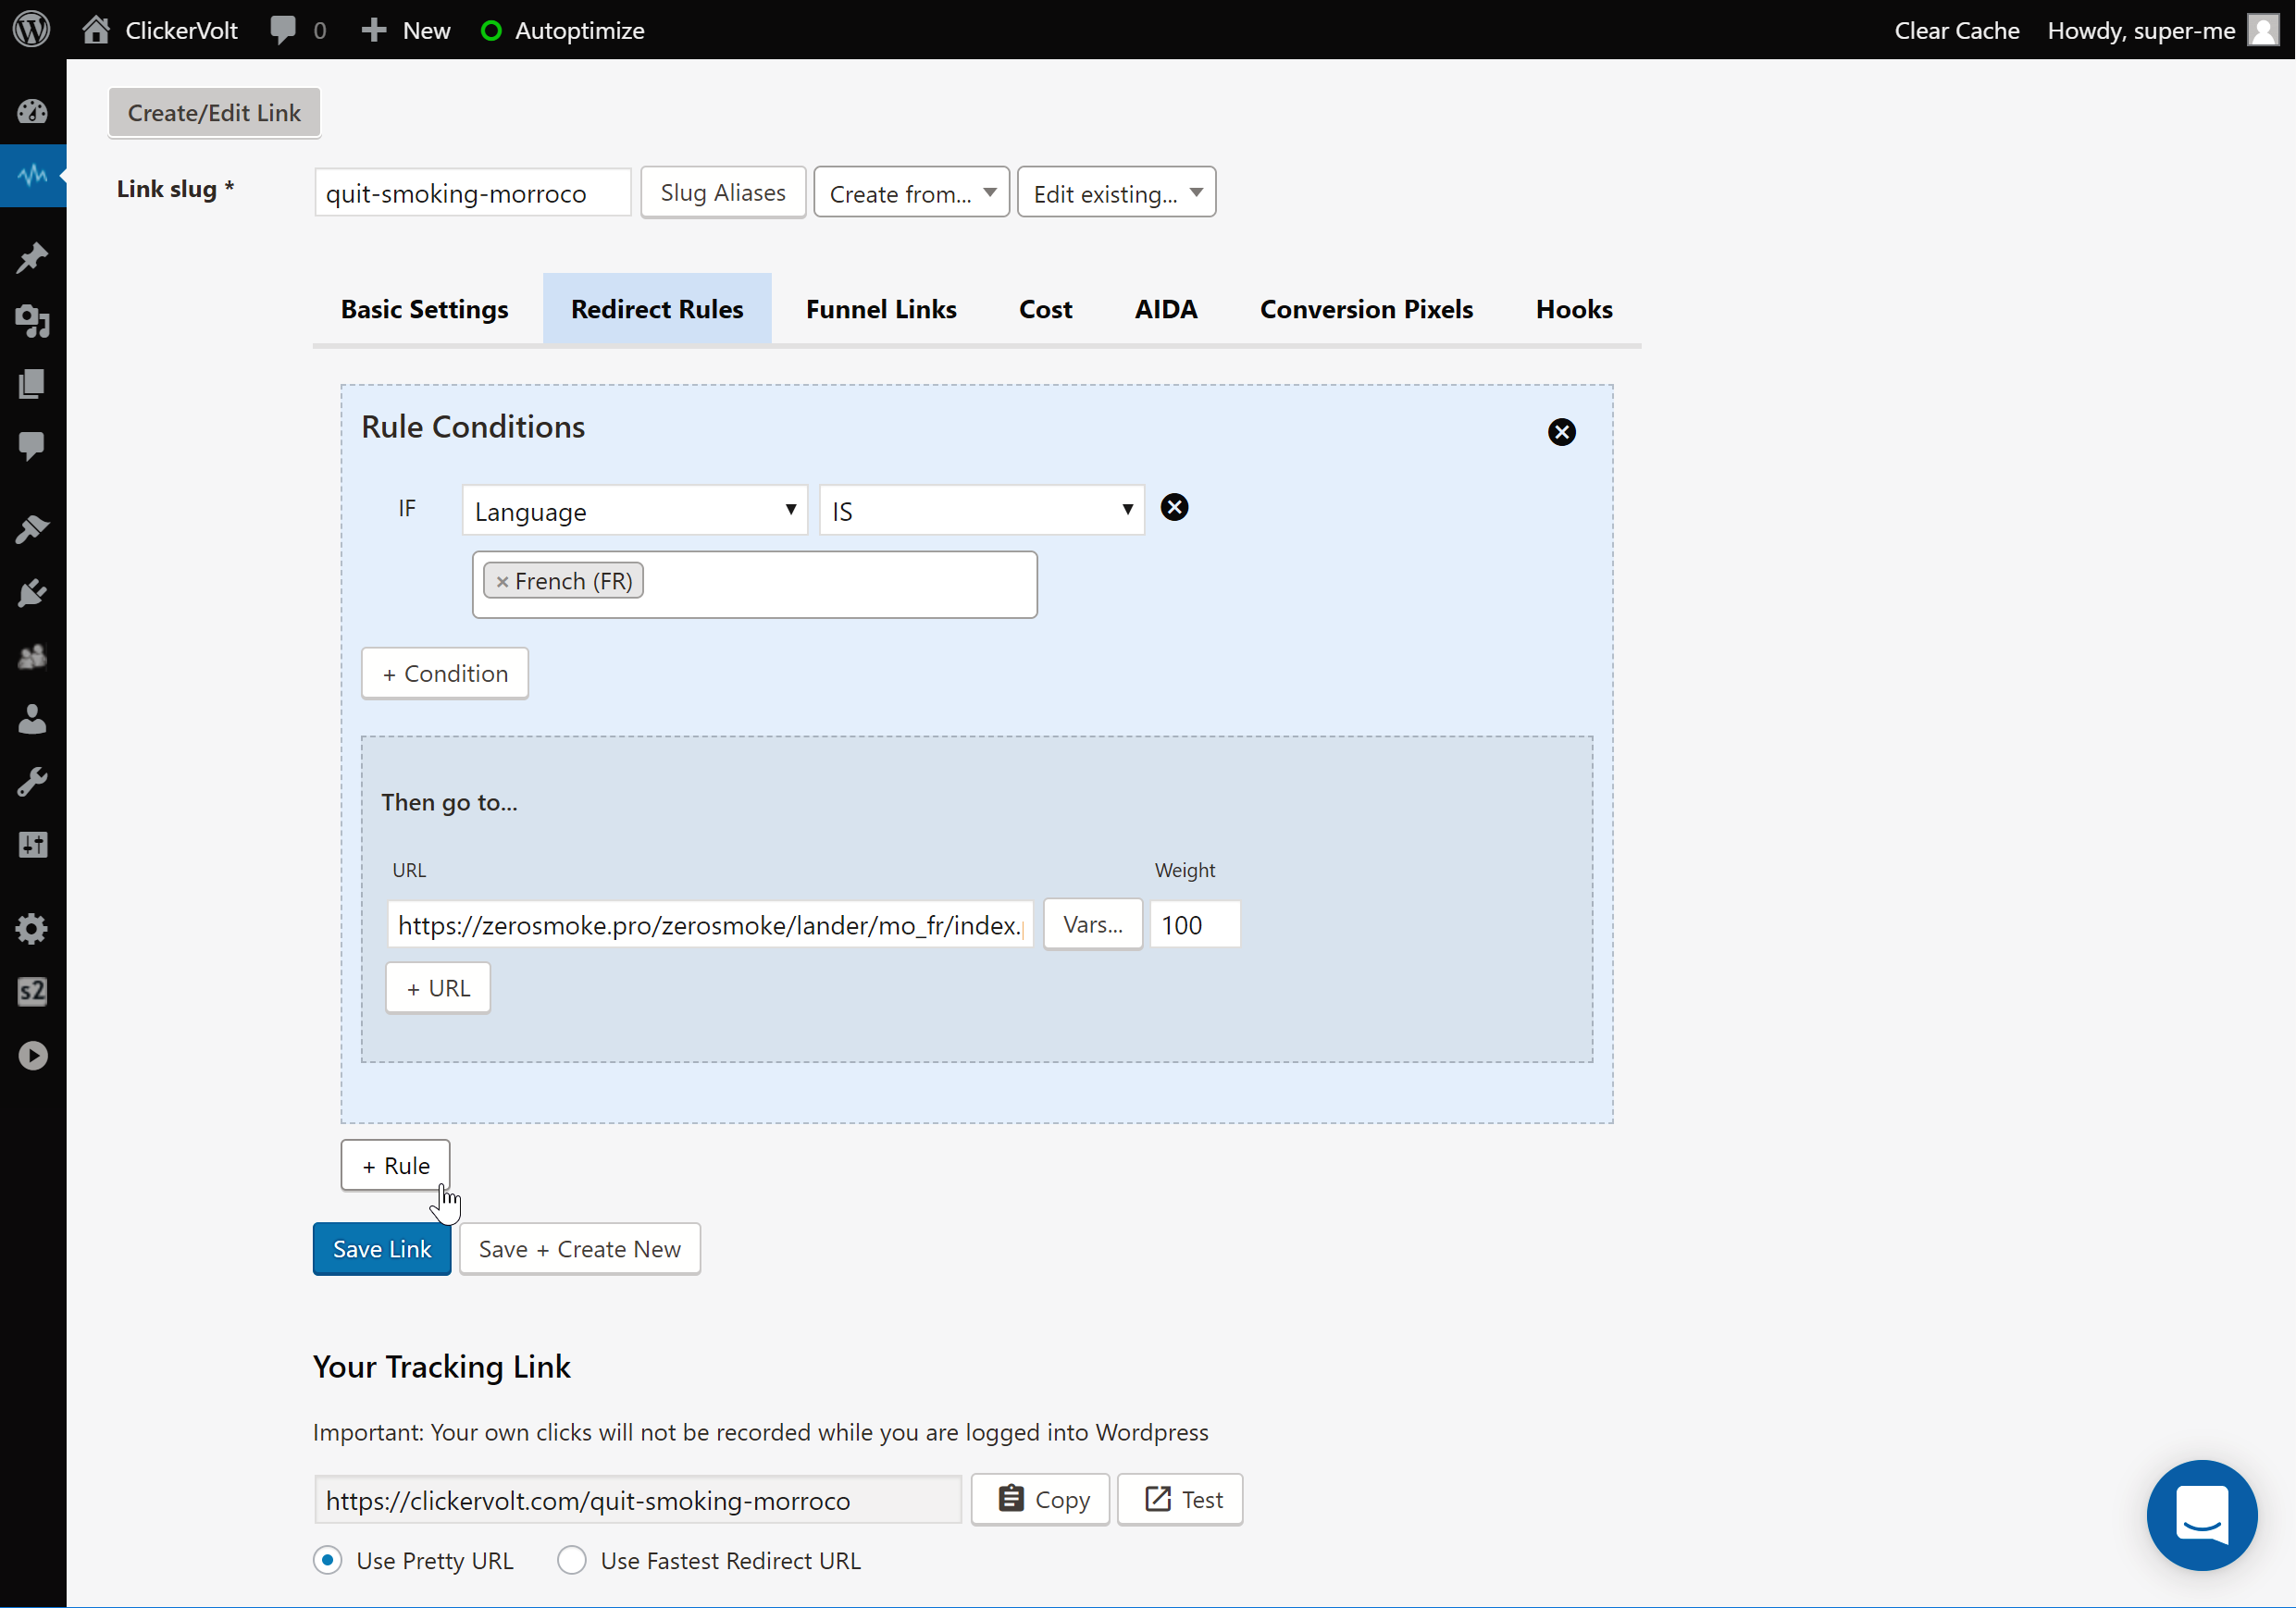 ClickerVolt 0 New Autoptimize Clear Cache Howdy, super-me
Create/Edit Link
Link slug * quit-smoking-morroco Slug Aliases Create from... Edit existing...
Basic Settings Redirect Rules Funnel Links Cost AIDA Conversion Pixels Hooks
Rule Conditions
IF Language IS
× French (FR)
+ Condition
Then go to...
URL Weight
https://zerosmoke.pro/zerosmoke/lander/mo_fr/index. Vars... 100
+ URL
s2
+ Rule
Save Link Save + Create New
Your Tracking Link
Important: Your own clicks will not be recorded while you are logged into Wordpress
https://clickervolt.com/quit-smoking-morroco Copy Test
Use Pretty URL Use Fastest Redirect URL